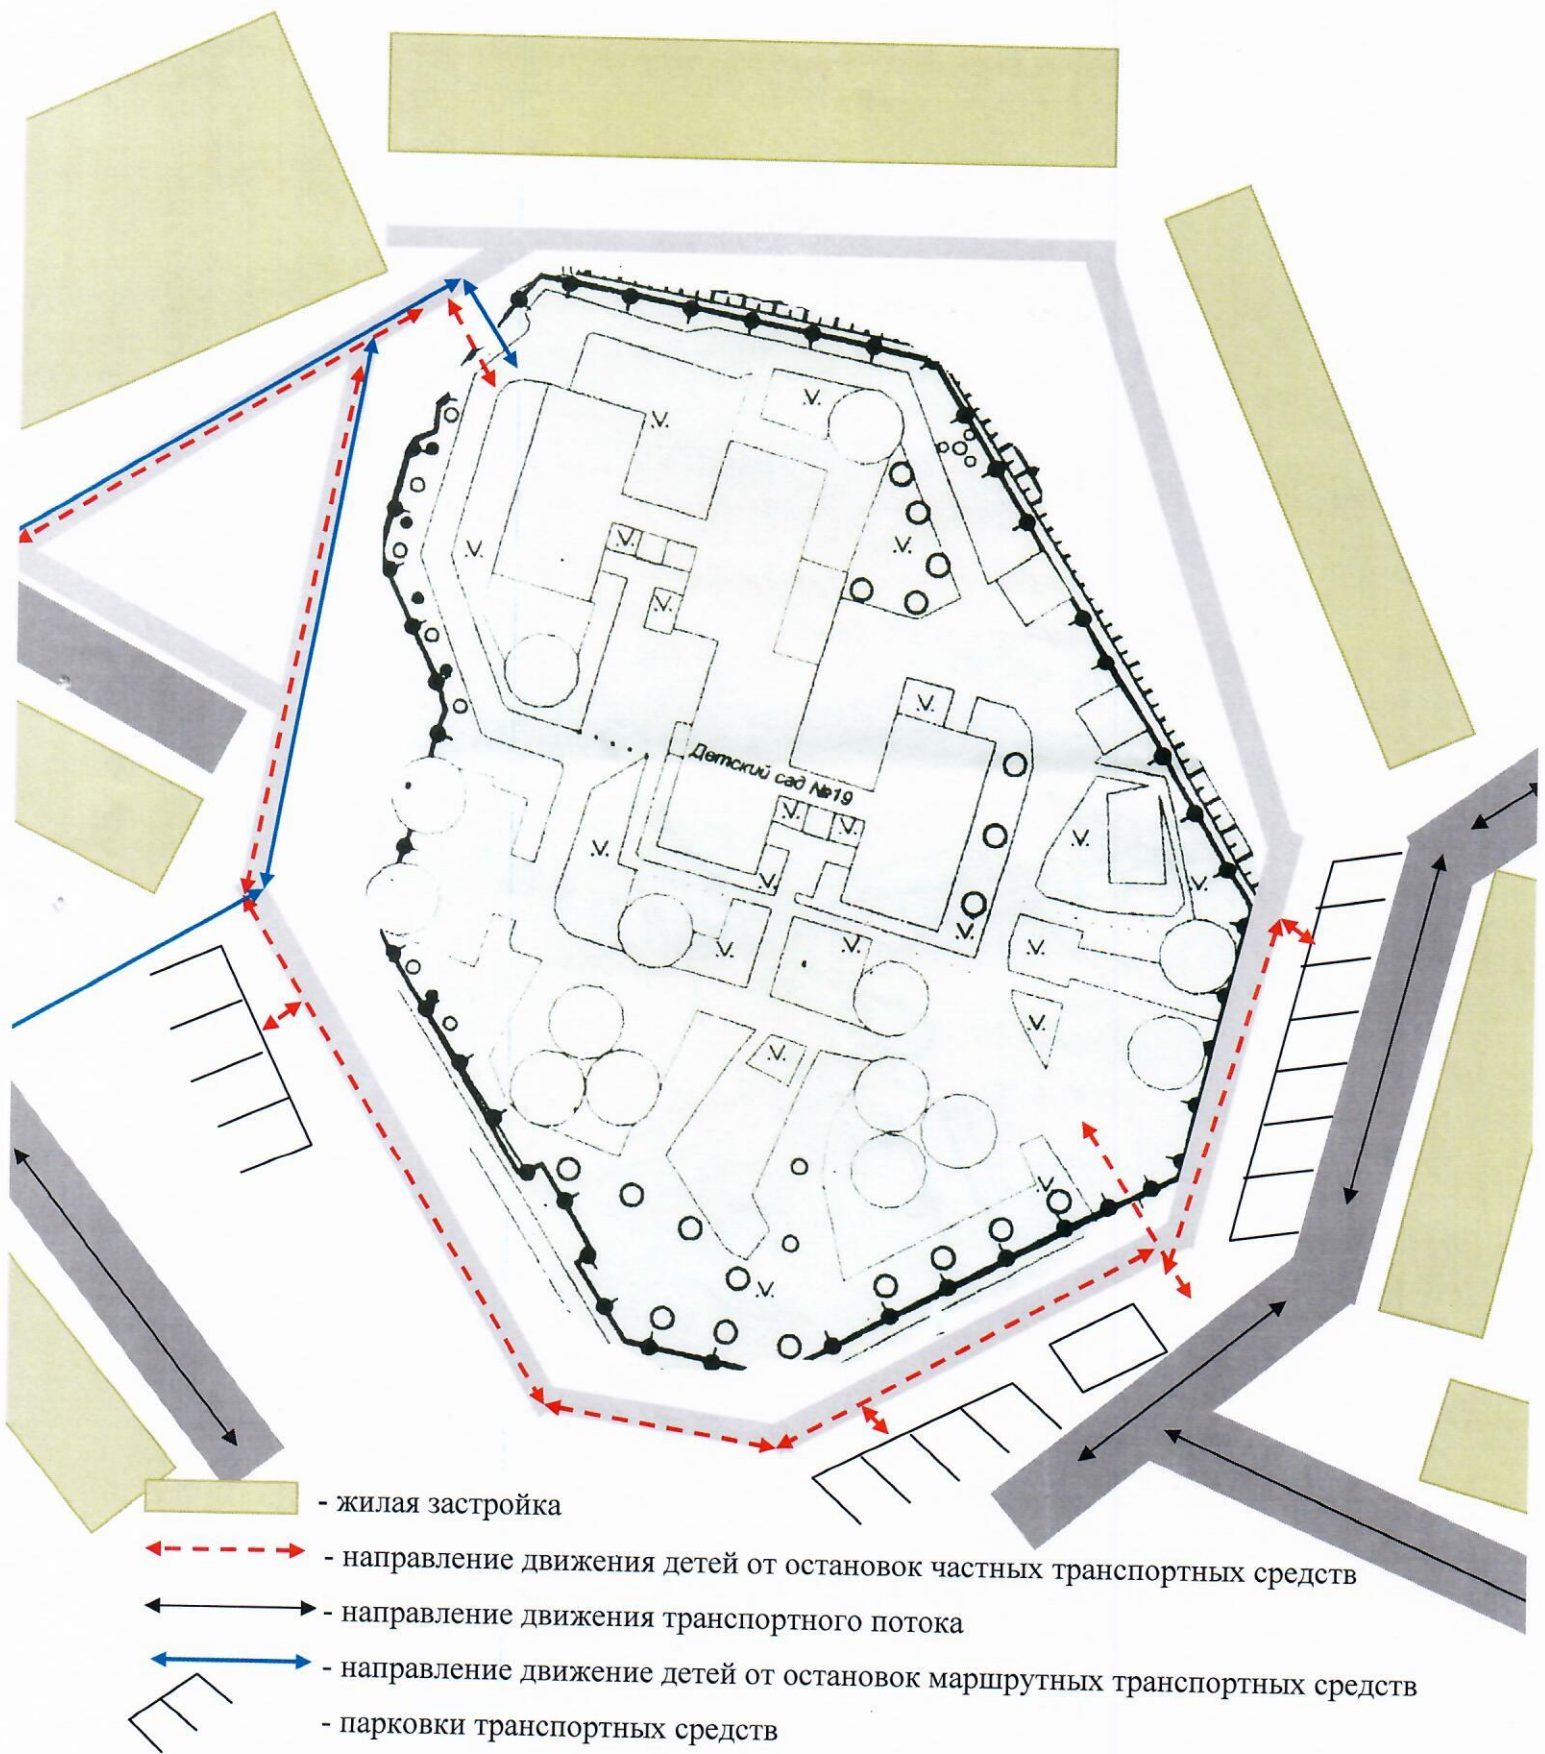 Детский сад №19
- жилая застройка
- направление движения детей от остановок частных транспортных средств
- направление движения транспортного потока
- направление движение детей от остановок маршрутных транспортных средств
- парковки транспортных средств